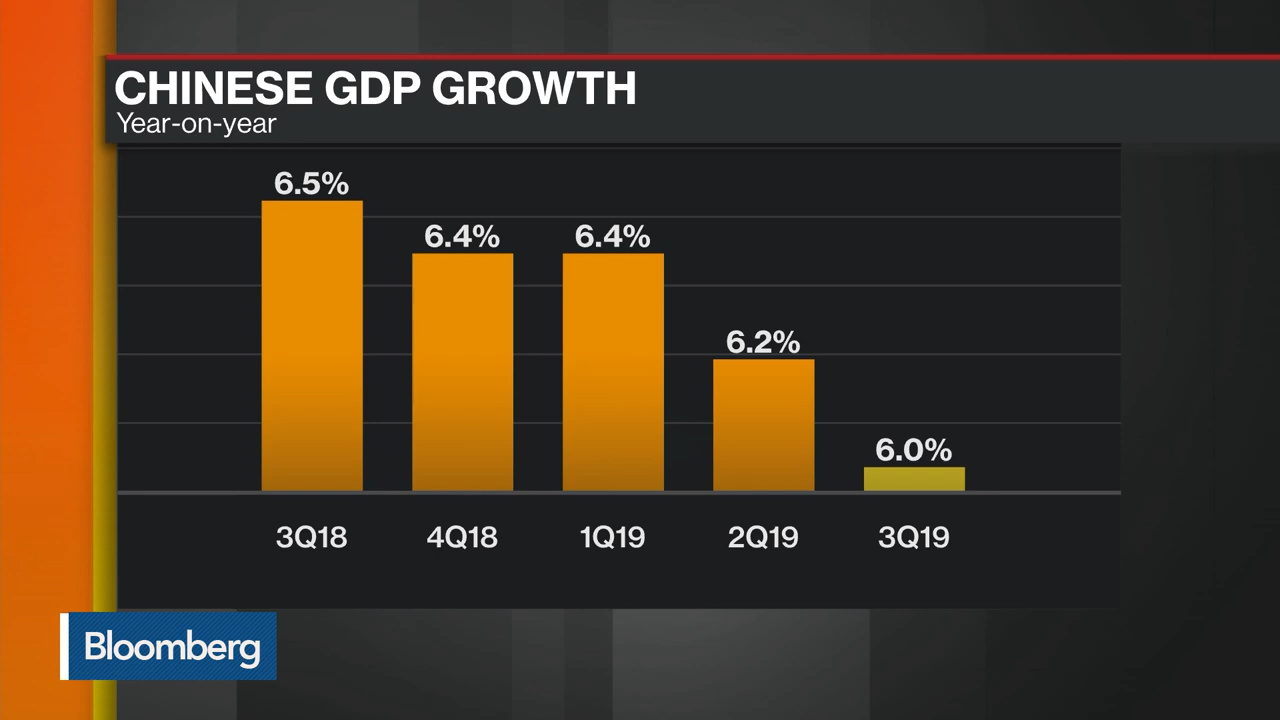 CHINESE GDP GROWTH
Year-on-year
6.5%
6.4%
6.4%
6.2%
6.0%
3Q18
4Q18
1Q19
2Q19
3Q19
Bloomberg